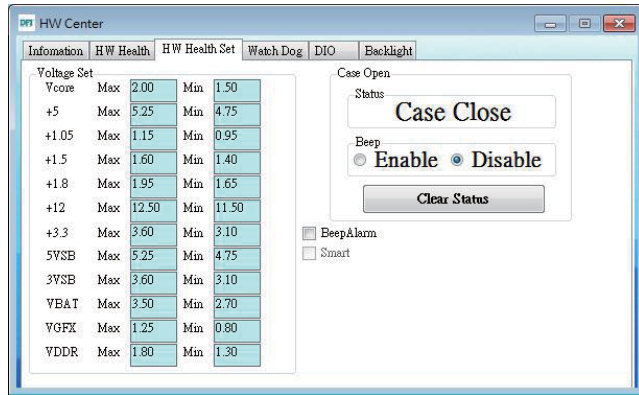 DFI HW Center
Infomation HW Health HW Health Set Watch Dog DIO Backlight
Voltage Set
Vcore Max 2.00 Min 1.50
+5 Max 5.25 Min 4.75
+1.05 Max 1.15 Min 0.95
+1.5 Max 1.60 Min 1.40
+1.8 Max 1.95 Min 1.65
+12 Max 12.50 Min 11.50
+3.3 Max 3.60 Min 3.10
5VSB Max 5.25 Min 4.75
3VSB Max 3.60 Min 3.10
VBAT Max 3.50 Min 2.70
VGFX Max 1.25 Min 0.80
VDDR Max 1.80 Min 1.30
Case Open
Status
Case Close
Beep
Enable Disable
Clear Status
BeepAlarm
Smart